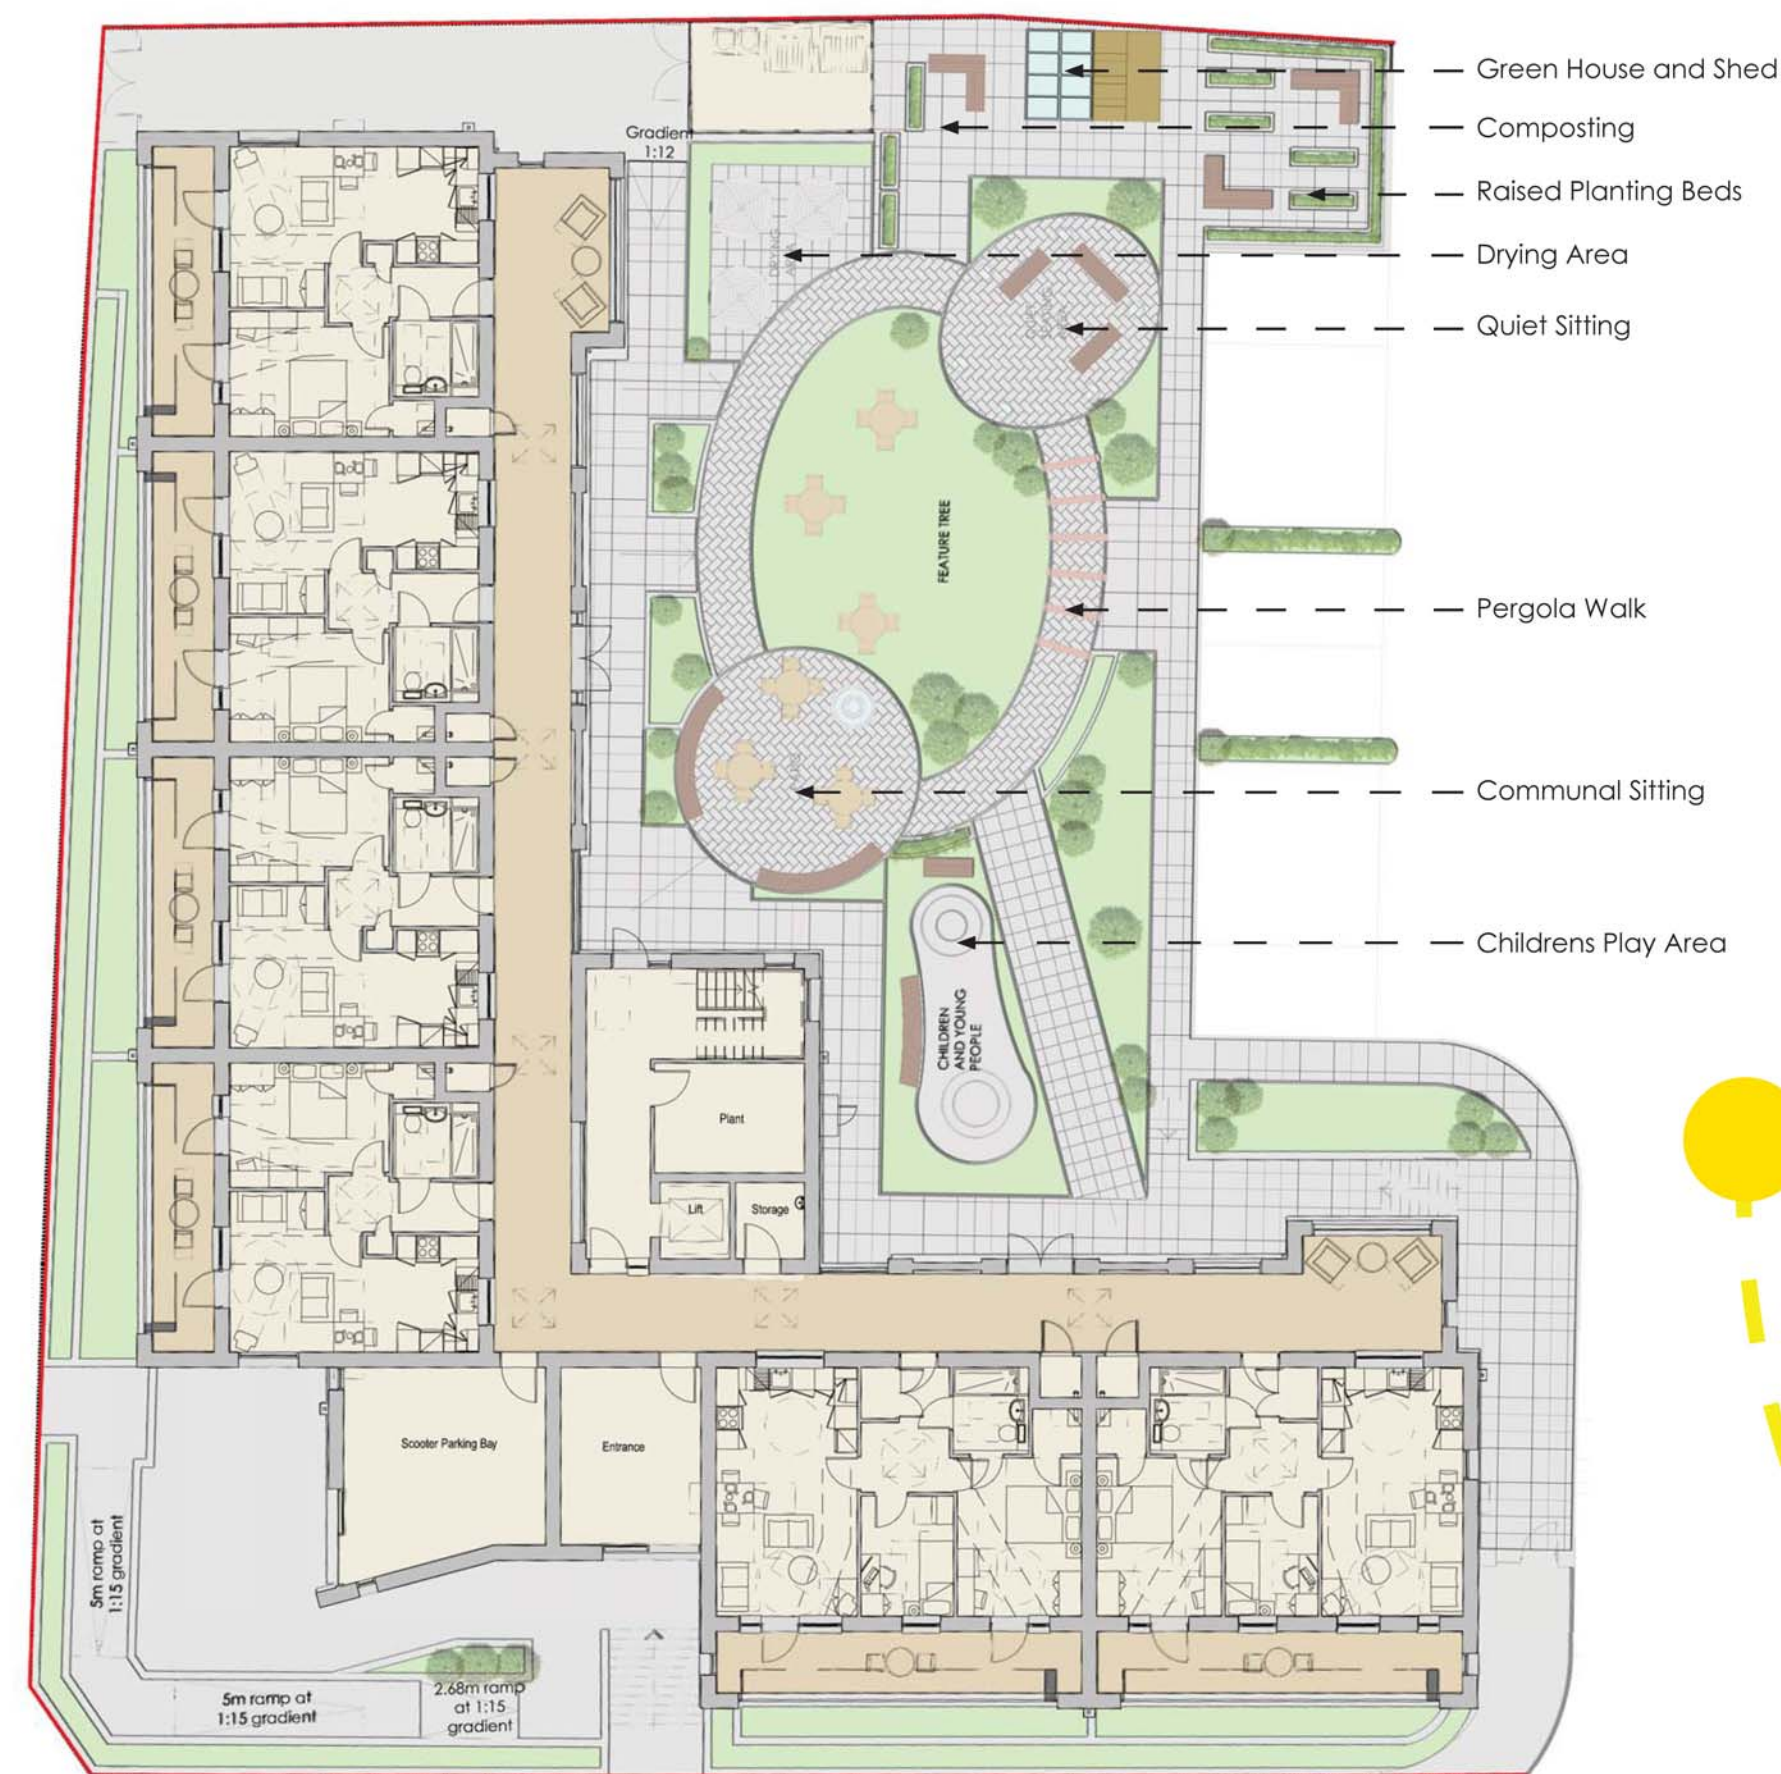 Green House and Shed
Composting
Raised Planting Beds
Drying Area
Quiet Sitting
Pergola Walk
Communal Sitting
Childrens Play Area
Gradient
1:12
DRYING
FEATURE TREE
CHILDREN
AND YOUNG
PEOPLE
Plant
Lift
Storage
Scooter Parking Bay
Entrance
5m ramp at
1:15 gradient
5m ramp at
1:15 gradient
2.68m ramp
at 1:15
gradient